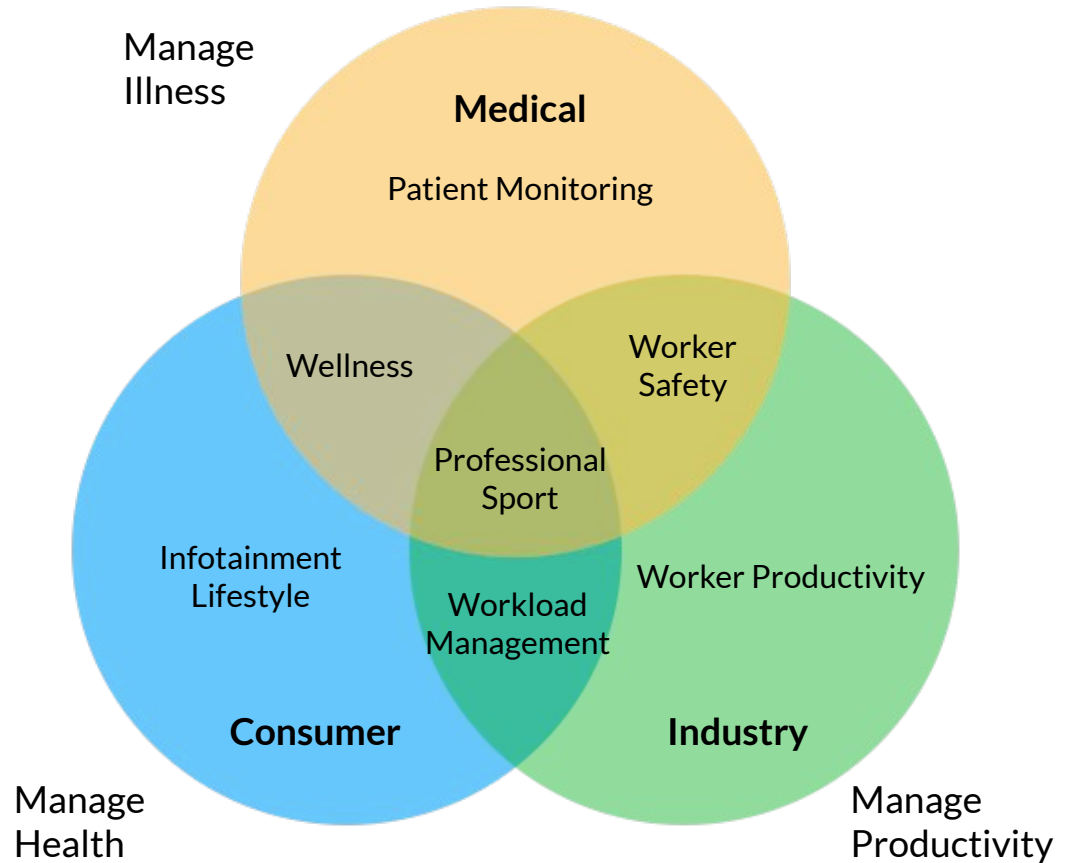 Manage
Illness
Medical
Patient Monitoring
Wellness
Worker
Safety
Professional
Sport
Infotainment
Lifestyle
Workload
Management
Worker Productivity
Consumer
Industry
Manage
Health
Manage
Productivity